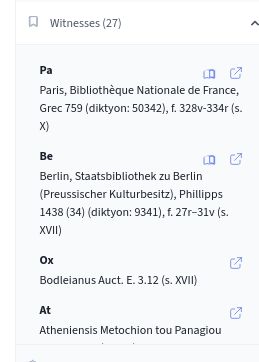 Witnesses (27)
Pa
Paris, Bibliothèque Nationale de France,
Grec 759 (diktyon: 50342), f. 328v-334r (s.
X)
Be
Berlin, Staatsbibliothek zu Berlin
(Preussischer Kulturbesitz), Phillipps
1438 (34) (diktyon: 9341), f. 27r–31v (s.
XVII)
Ox
Bodleianus Auct. E. 3.12 (s. XVII)
At
Atheniensis Metochion tou Panagiou